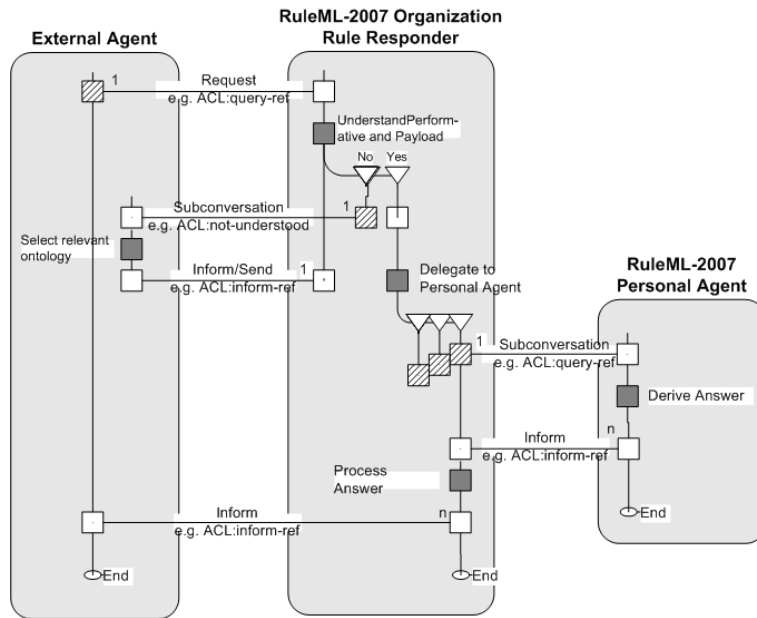 RuleML-2007 Organization
Rule Responder
External Agent
1
Request
e.g. ACL:query-ref
UnderstandPerform-
ative and Payload
No
Yes
Subconversation
1
e.g. ACL:not-understood
Select relevant
ontology
Inform/Send
1
e.g. ACL:inform-ref
Delegate to
Personal Agent
RuleML-2007
Personal Agent
1
Subconversation
e.g. ACL:query-ref
Derive Answer
n
Inform
e.g. ACL:inform-ref
Process
Answer
Inform
n
e.g. ACL:inform-ref
End
End
End